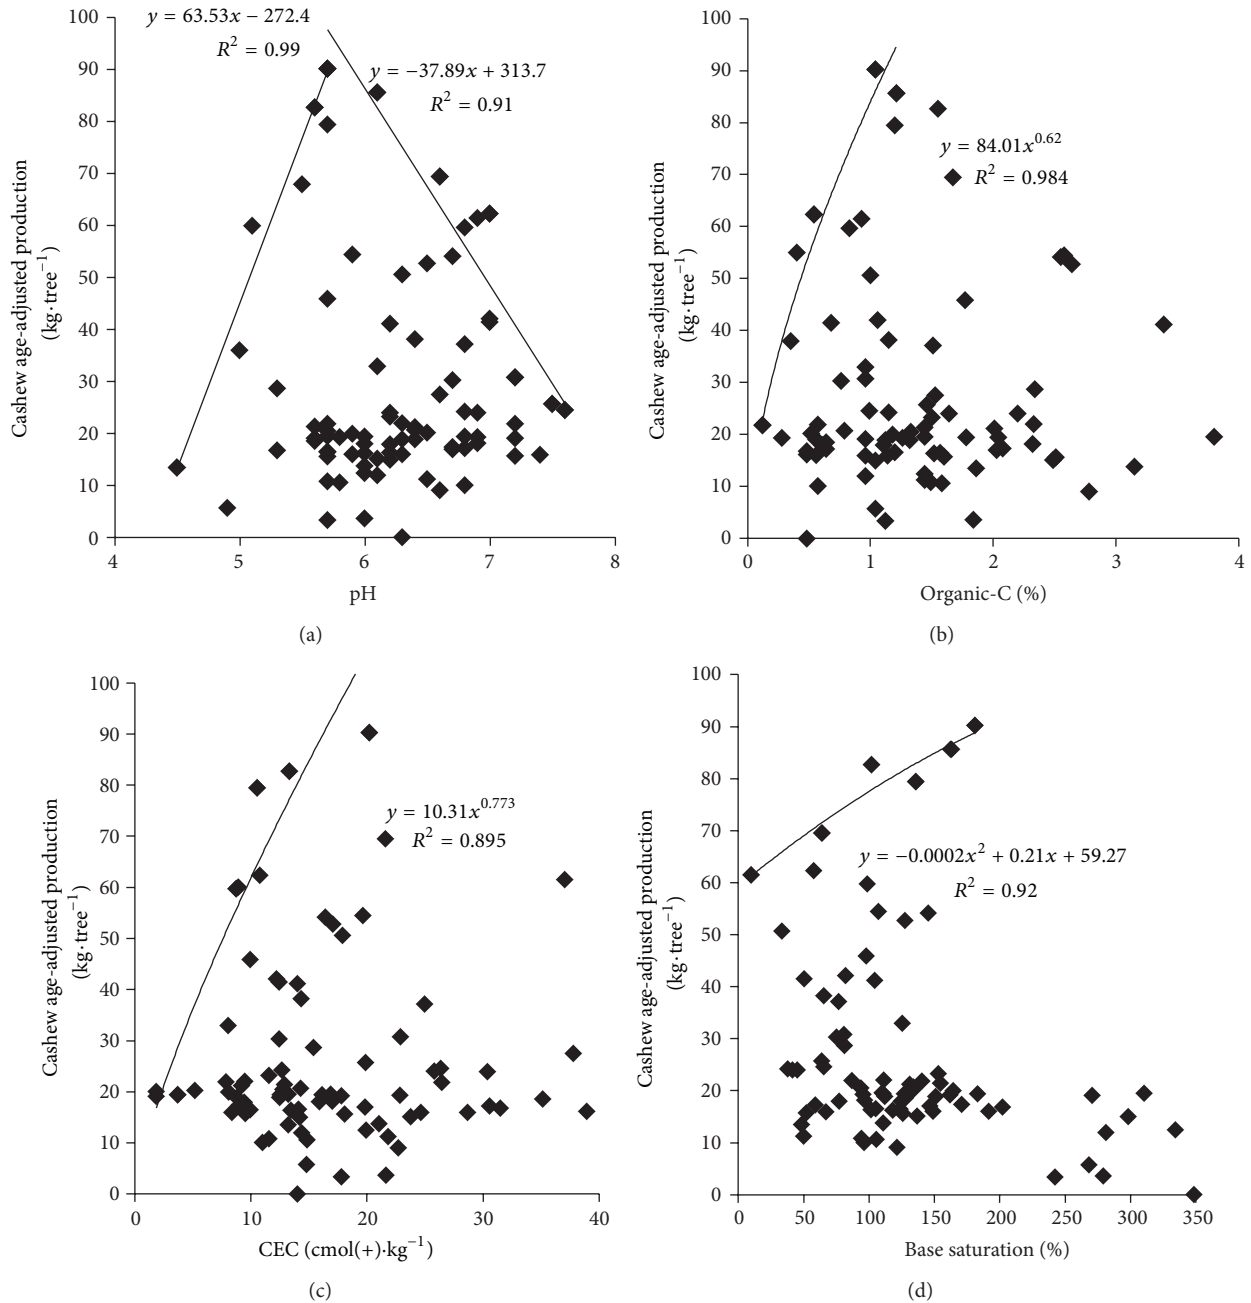 100
90
80
70
60
50
40
30
20
10
0
Cashew age-adjusted production
(kg·tree⁻¹)
y = 63.53x − 272.4
R² = 0.99
y = −37.89x + 313.7
R² = 0.91
4 5 6 7 8
pH
(a)
100
90
80
70
60
50
40
30
20
10
0
Cashew age-adjusted production
(kg·tree⁻¹)
y = 84.01x^0.62
R² = 0.984
0 1 2 3 4
Organic-C (%)
(b)
100
90
80
70
60
50
40
30
20
10
0
Cashew age-adjusted production
(kg·tree⁻¹)
y = 10.31x^0.773
R² = 0.895
0 10 20 30 40
CEC (cmol(+)·kg⁻¹)
(c)
100
90
80
70
60
50
40
30
20
10
0
Cashew age-adjusted production
(kg·tree⁻¹)
y = −0.0002x² + 0.21x + 59.27
R² = 0.92
0 50 100 150 200 250 300 350
Base saturation (%)
(d)